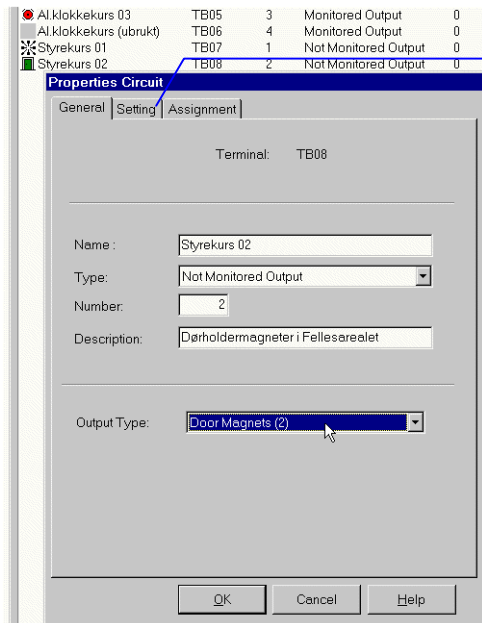 Al.klokkekurs 03 TB05 3 Monitored Output 0
Al.klokkekurs (ubrukt) TB06 4 Monitored Output 0
Styrekurs 01 TB07 1 Not Monitored Output 0
Styrekurs 02 TB08 2 Not Monitored Output 0
Properties Circuit
General Setting Assignment
Terminal: TB08
Name : Styrekurs 02
Type: Not Monitored Output
Number: 2
Description: Dørholdermagneter i Fellesarealet
Output Type: Door Magnets (2)
OK Cancel Help